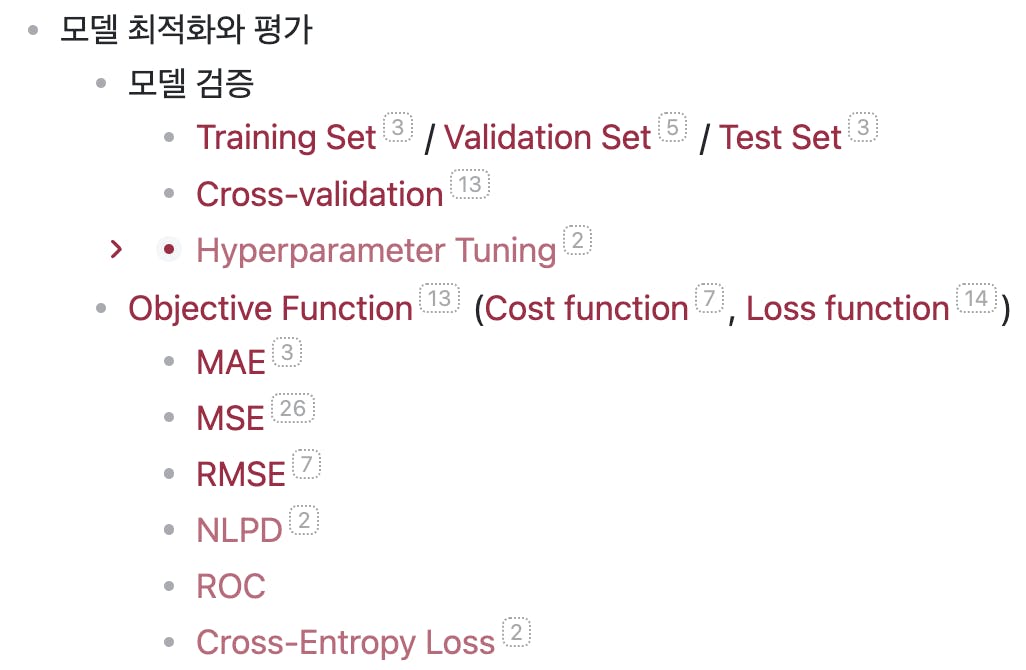 모델 최적화와 평가
모델 검증
Training Set 3 / Validation Set 5 / Test Set 3
Cross-validation 13
Hyperparameter Tuning 2
Objective Function 13 (Cost function 7, Loss function 14)
MAE 3
MSE 26
RMSE 7
NLPD 2
ROC
Cross-Entropy Loss 2